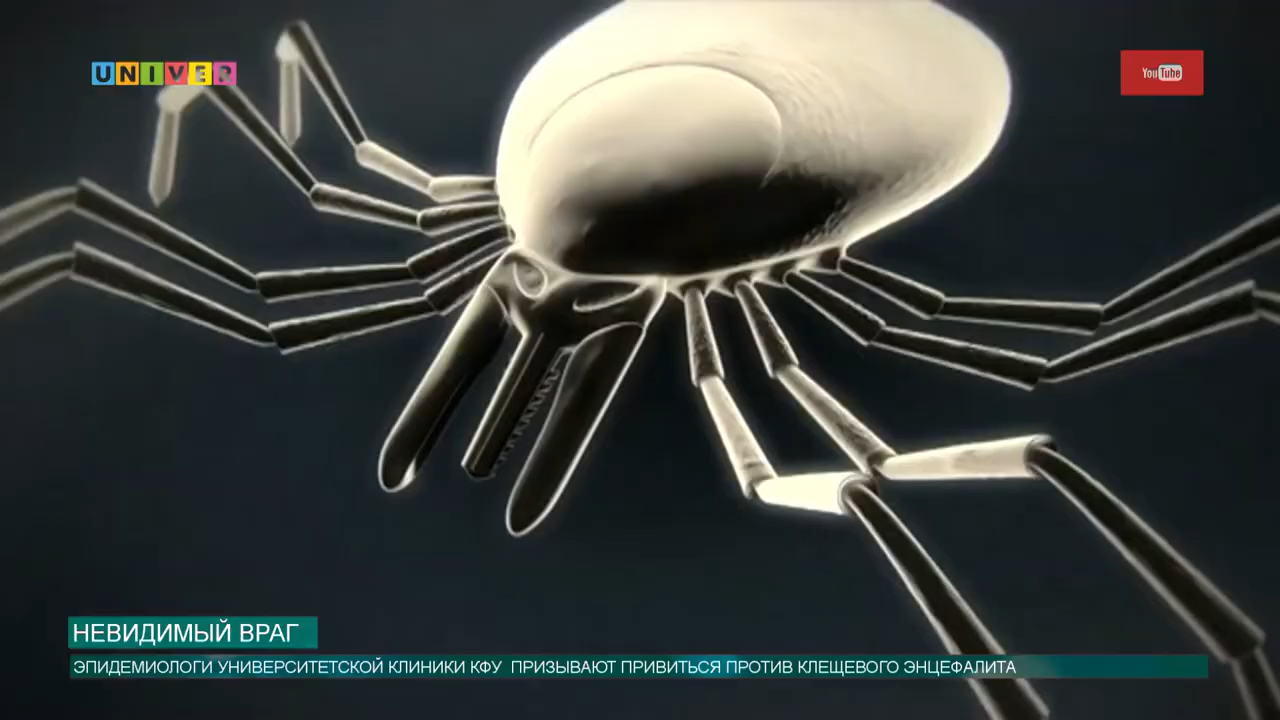 UNIVER
YouTube
НЕВИДИМЫЙ ВРАГ
ЭПИДЕМИОЛОГИ УНИВЕРСИТЕТСКОЙ КЛИНИКИ КФУ ПРИЗЫВАЮТ ПРИВИТЬСЯ ПРОТИВ КЛЕЩЕВОГО ЭНЦЕФАЛИТА